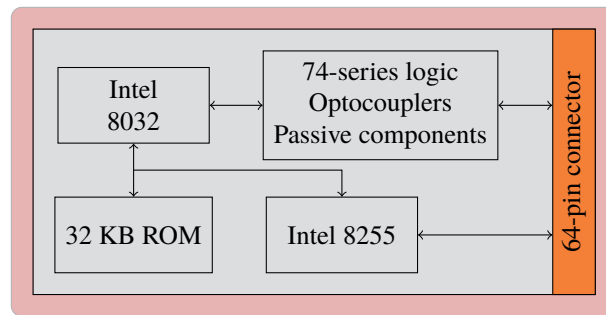 Intel
8032
74-series logic
Optocouplers
Passive components
64-pin connector
32 KB ROM
Intel 8255